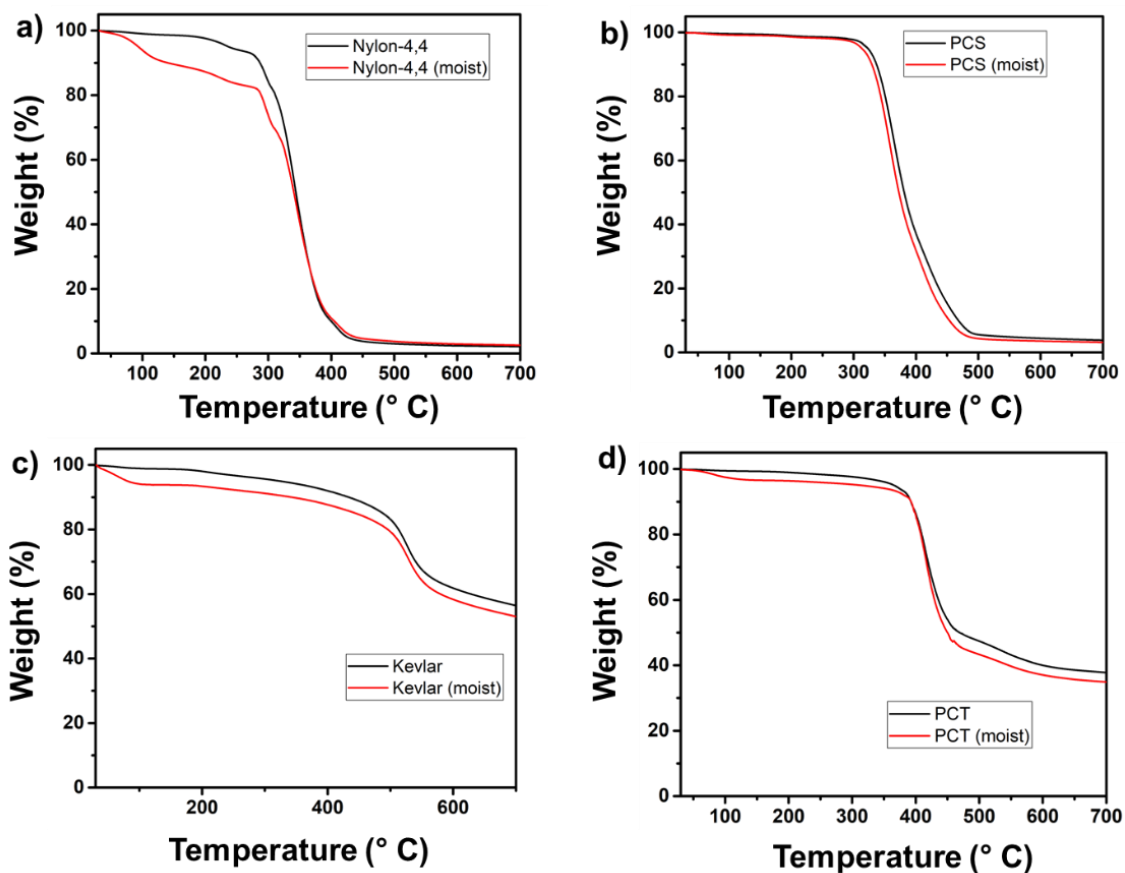 a)
Nylon-4,4
Nylon-4,4 (moist)
Weight (%)
100
80
60
40
20
0
100 200 300 400 500 600 700
Temperature (° C)
b)
PCS
PCS (moist)
Weight (%)
100
80
60
40
20
0
100 200 300 400 500 600 700
Temperature (° C)
c)
Kevlar
Kevlar (moist)
Weight (%)
100
80
60
40
20
0
200 400 600
Temperature (° C)
d)
PCT
PCT (moist)
Weight (%)
100
80
60
40
20
0
100 200 300 400 500 600 700
Temperature (° C)